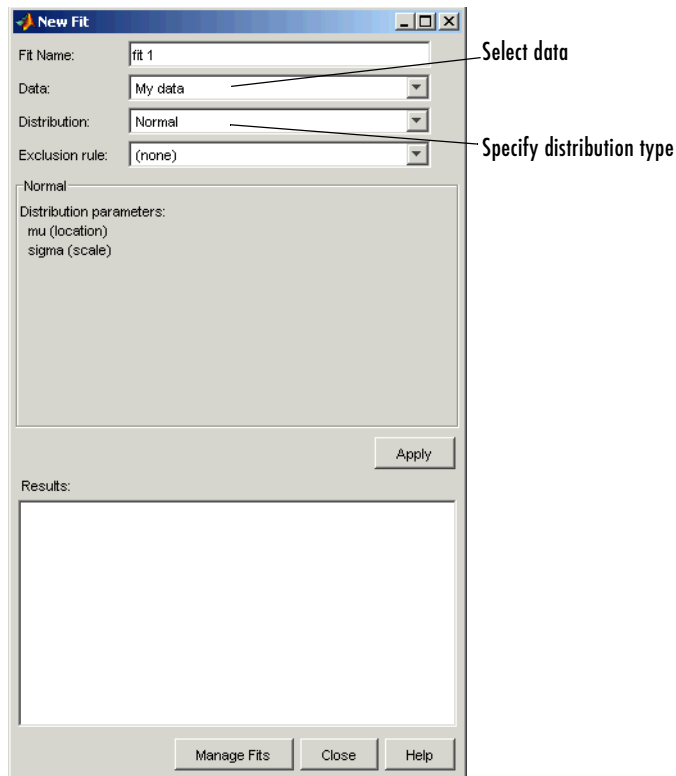 New Fit
Fit Name: fit 1
Select data
Data: My data
Distribution: Normal
Specify distribution type
Exclusion rule: (none)
Normal
Distribution parameters:
mu (location)
sigma (scale)
Apply
Results:
Manage Fits Close Help